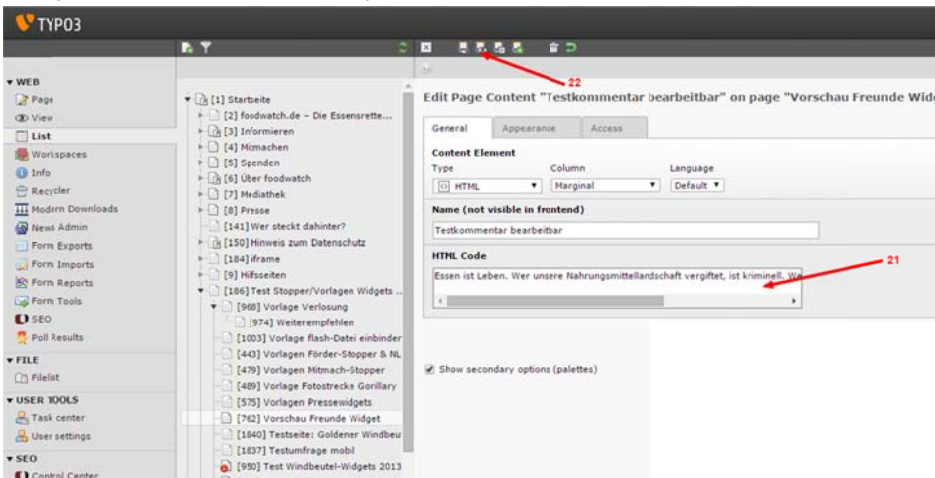 TYPO3
22
WEB
Page
View
List
Workspaces
Info
Recycler
Modern Downloads
News Admin
Form Exports
Form Imports
Form Reports
Form Tools
SEO
Poll Results
FILE
Filelist
USER TOOLS
Task center
User settings
SEO
Control Center
[1] Startseite
[2] foodwatch.de – Die Essensrette...
[3] Informieren
[4] Mitmachen
[5] Spenden
[6] Über foodwatch
[7] Mediathek
[8] Presse
[141] Wer steckt dahinter?
[150] Hinweis zum Datenschutz
[184] iframe
[9] Hilfsseiten
[186] Test Stopper/Vorlagen Widgets ...
[968] Vorlage Verlosung
[974] Weiterempfehlen
[1003] Vorlage flash-Datei einbinder
[443] Vorlagen Förder-Stopper & NL
[479] Vorlagen Mitmach-Stopper
[489] Vorlage Fotostrecke Gorillary
[575] Vorlagen Pressewidgets
[762] Vorschau Freunde Widget
[1840] Testseite: Goldener Windbeu
[1837] Testumfrage mobil
[950] Test Windbeutel-Widgets 2013
Edit Page Content "Testkommentar bearbeitbar" on page "Vorschau Freunde Widg
General Appearance Access
Content Element
Type Column Language
HTML Marginal Default
Name (not visible in frontend)
Testkommentar bearbeitbar
HTML Code
21
Essen ist Leben. Wer unsere Nahrungsmittellandschaft vergiftet, ist kriminell. We
Show secondary options (palettes)